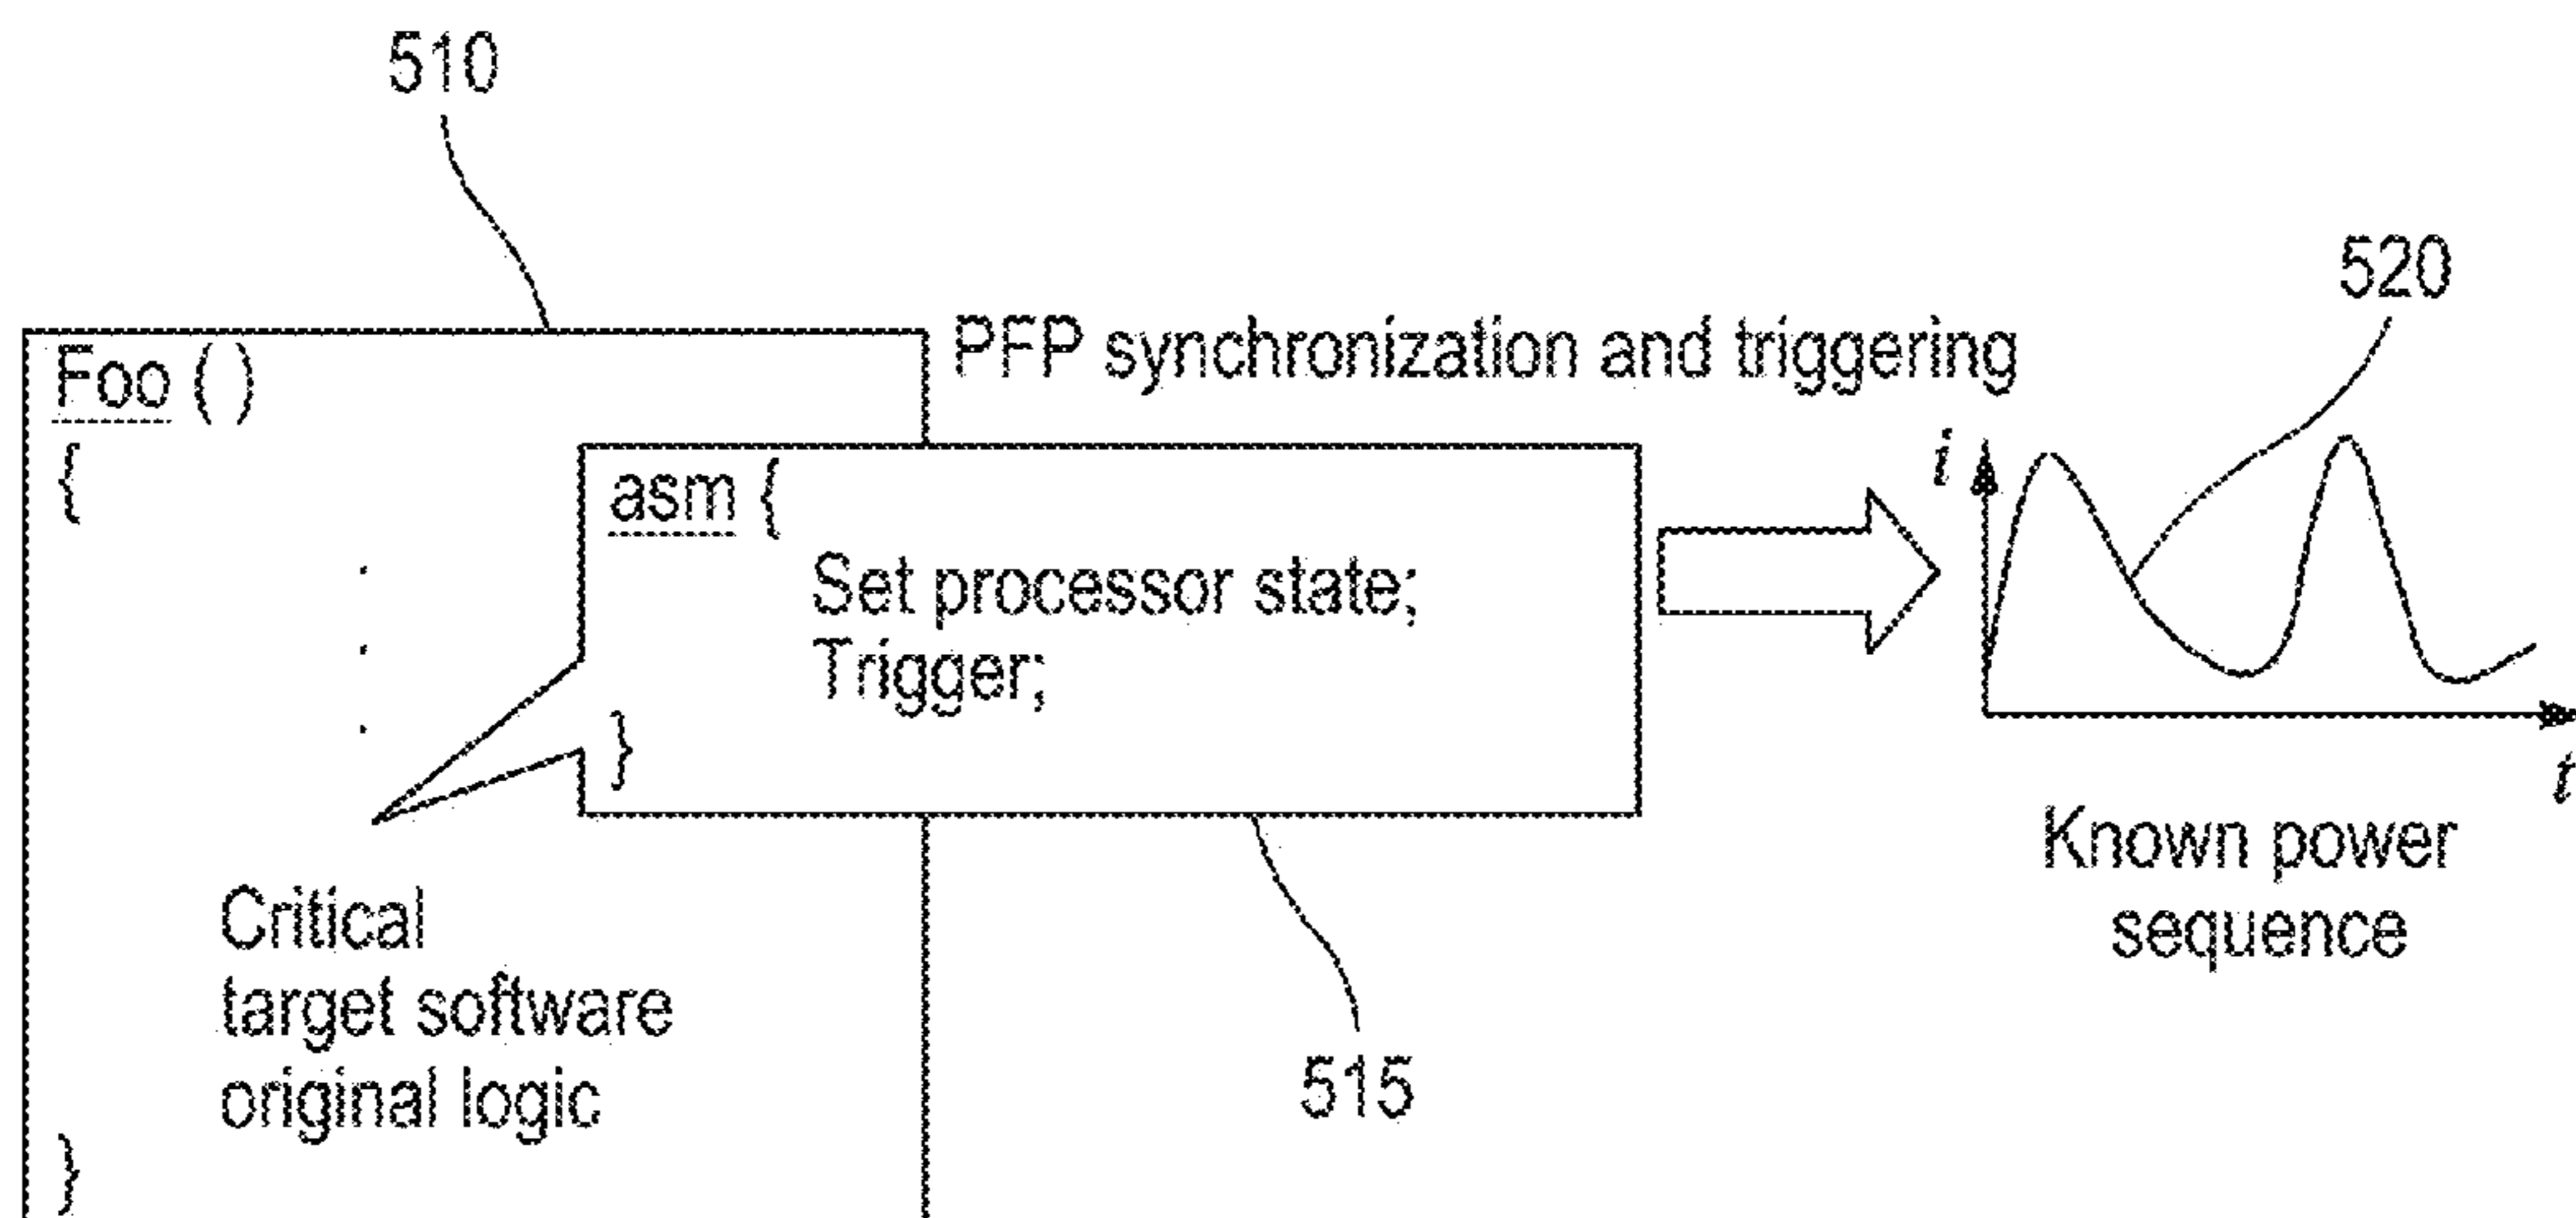 510
520
PFP synchronization and triggering
Foo ( )
{
asm {
Set processor state;
Trigger;
}
i
t
Known power
sequence
Critical
target software
original logic
}
515